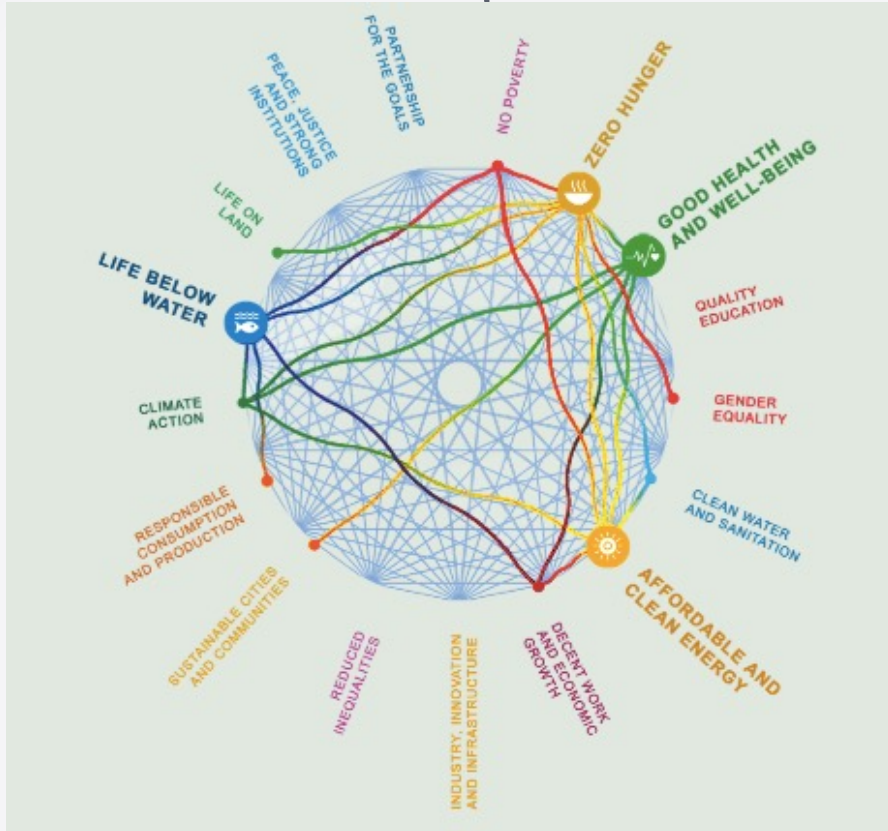 NO POVERTY
ZERO HUNGER
GOOD HEALTH
AND WELL-BEING
QUALITY
EDUCATION
GENDER
EQUALITY
CLEAN WATER
AND SANITATION
AFFORDABLE AND
CLEAN ENERGY
DECENT WORK
AND ECONOMIC
GROWTH
INDUSTRY, INNOVATION
AND INFRASTRUCTURE
REDUCED
INEQUALITIES
SUSTAINABLE CITIES
AND COMMUNITIES
RESPONSIBLE
CONSUMPTION
AND PRODUCTION
CLIMATE
ACTION
LIFE BELOW
WATER
LIFE ON
LAND
PEACE, JUSTICE
AND STRONG
INSTITUTIONS
PARTNERSHIP
FOR THE GOALS